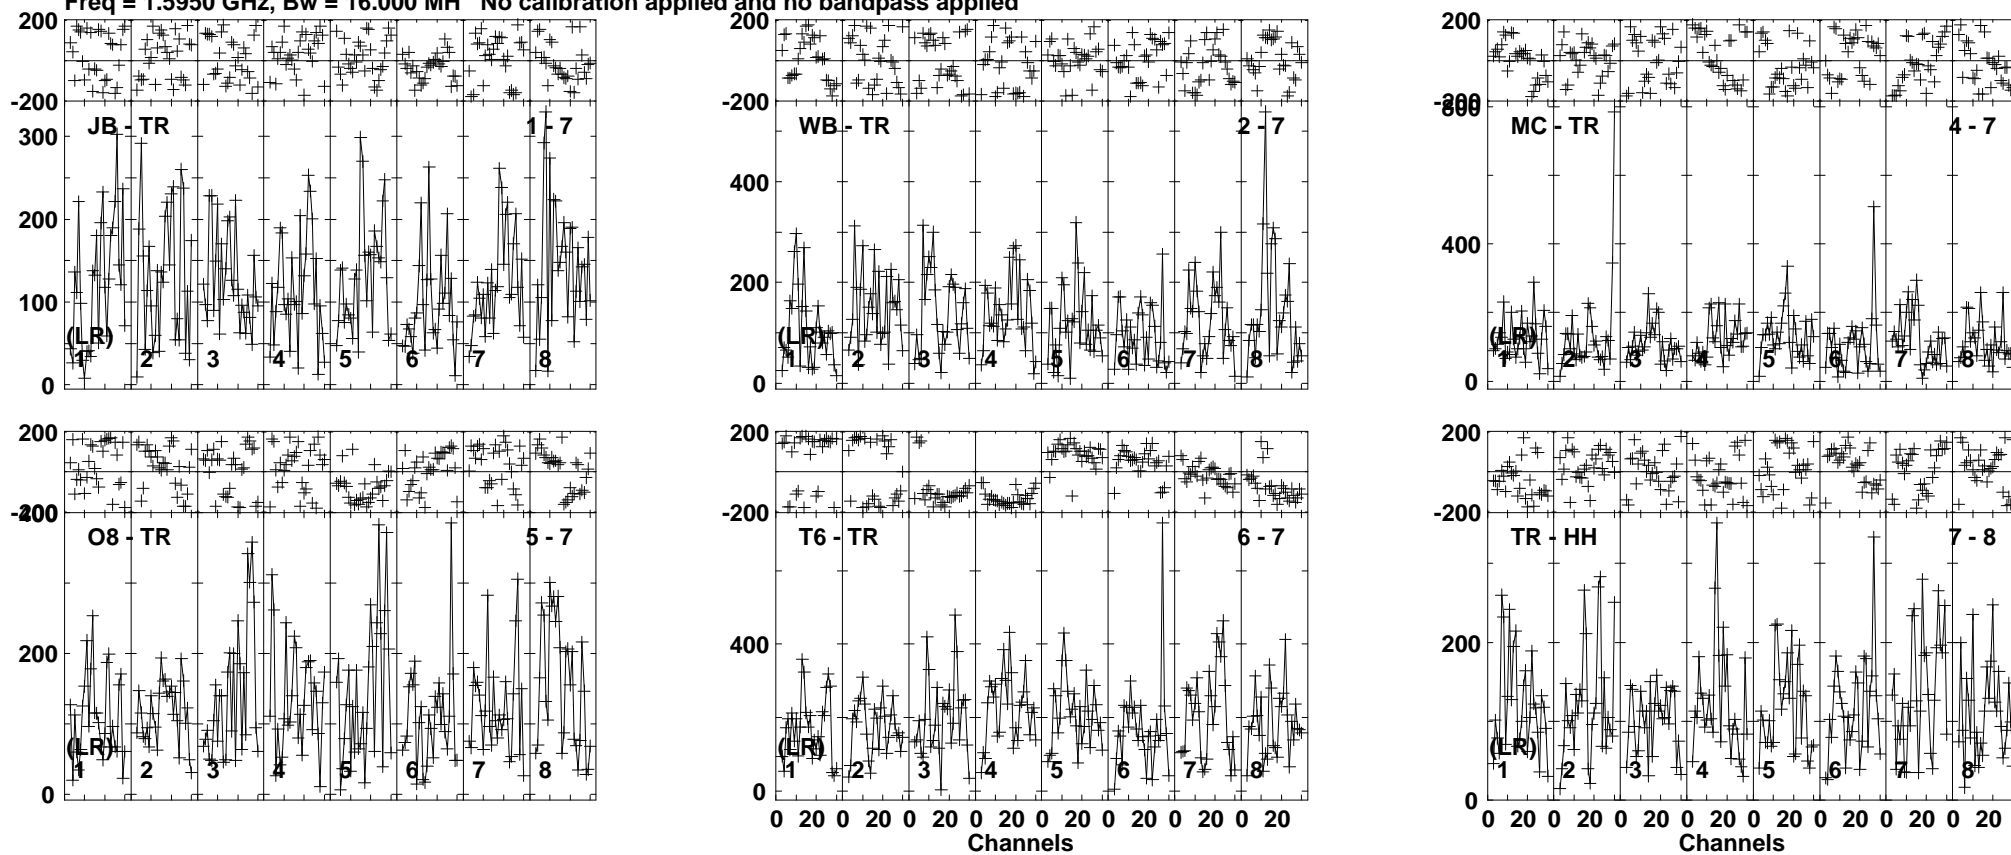 Freq = 1.5950 GHz, Bw = 16.000 MH No calibration applied and no bandpass applied
200 200 200
-200 -200 -200
800
JB - TR 1 - 7 WB - TR 2 - 7 MC - TR 4 - 7
300
200
100
0
400
200
0
400
0
(LR) (LR) (LR)
1 2 3 4 5 6 7 8 1 2 3 4 5 6 7 8 1 2 3 4 5 6 7 8
200 200 200
-200 -200 -200
400
O8 - TR 5 - 7 T6 - TR 6 - 7 TR - HH 7 - 8
200
0
400
0
200
0
(LR) (LR) (LR)
1 2 3 4 5 6 7 8 1 2 3 4 5 6 7 8 1 2 3 4 5 6 7 8
0 20 0 20 0 20 0 20 0 20 0 20 0 20 0 20 0 20 0 20 0 20 0 20 0 20 0 20 0 20 0 20
Channels Channels